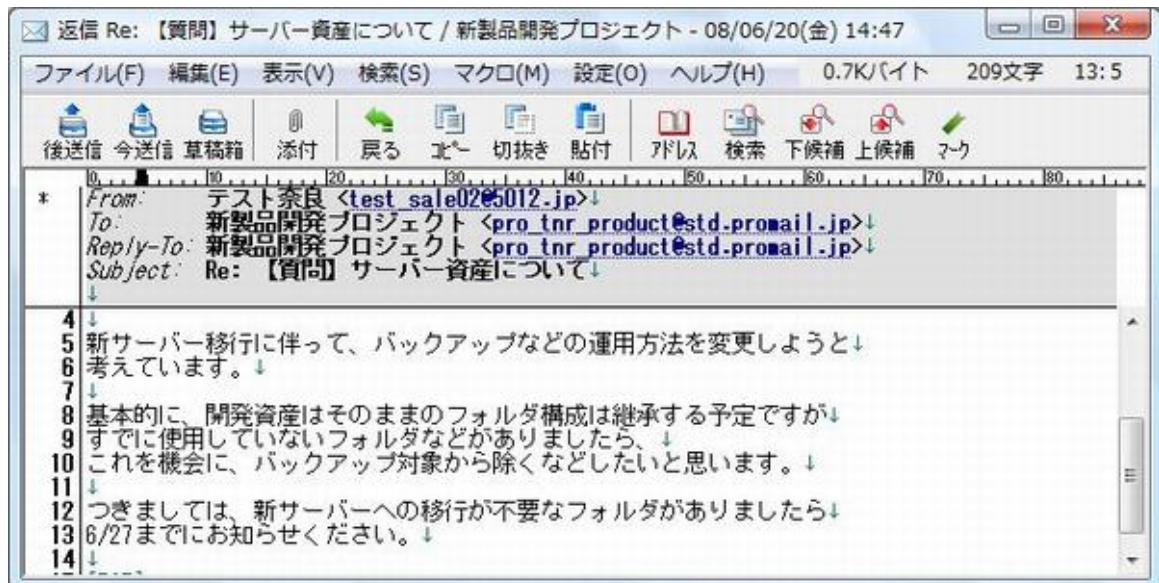 返信 Re: 【質問】サーバー資産について / 新製品開発プロジェクト - 08/06/20(金) 14:47
ファイル(F) 編集(E) 表示(V) 検索(S) マクロ(M) 設定(O) ヘルプ(H) 0.7Kバイト 209文字 13: 5
後送信 今送信 草稿箱 添付 戻る コピー 切抜き 貼付 アドレス 検索 下候補 上候補 マーク
0 10 20 30 40 50 60 70 80
* From: テスト奈良 <test_sale02@5012.jp>↓
To: 新製品開発プロジェクト <pro_tnr_product@std.promail.jp>↓
Reply-To: 新製品開発プロジェクト <pro_tnr_product@std.promail.jp>↓
Subject: Re: 【質問】サーバー資産について↓
↓
4 ↓
5 新サーバー移行に伴って、バックアップなどの運用方法を変更しようと↓
6 考えています。↓
7 ↓
8 基本的に、開発資産はそのままのフォルダ構成は継承する予定ですが↓
9 すでに使用していないフォルダなどがありましたら、↓
10 これを機会に、バックアップ対象から除くなどしたいと思います。↓
11 ↓
12 つきましては、新サーバーへの移行が不要なフォルダがありましたら↓
13 6/27までにお知らせください。↓
14 ↓